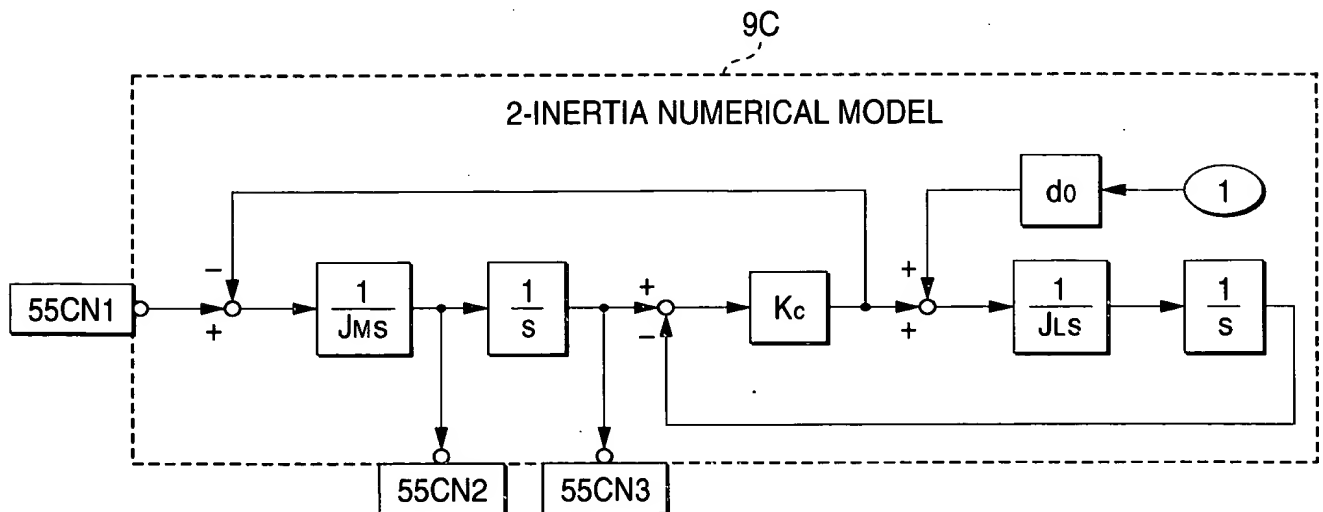 9C
2-INERTIA NUMERICAL MODEL
d0
1
−
+
55CN1
+
1
JMs
1
s
+
−
Kc
+
+
1
JLs
1
s
55CN2
55CN3